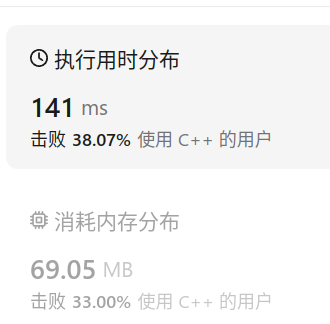 执行用时分布
141 ms
击败 38.07% 使用 C++ 的用户
消耗内存分布
69.05 MB
击败 33.00% 使用 C++ 的用户